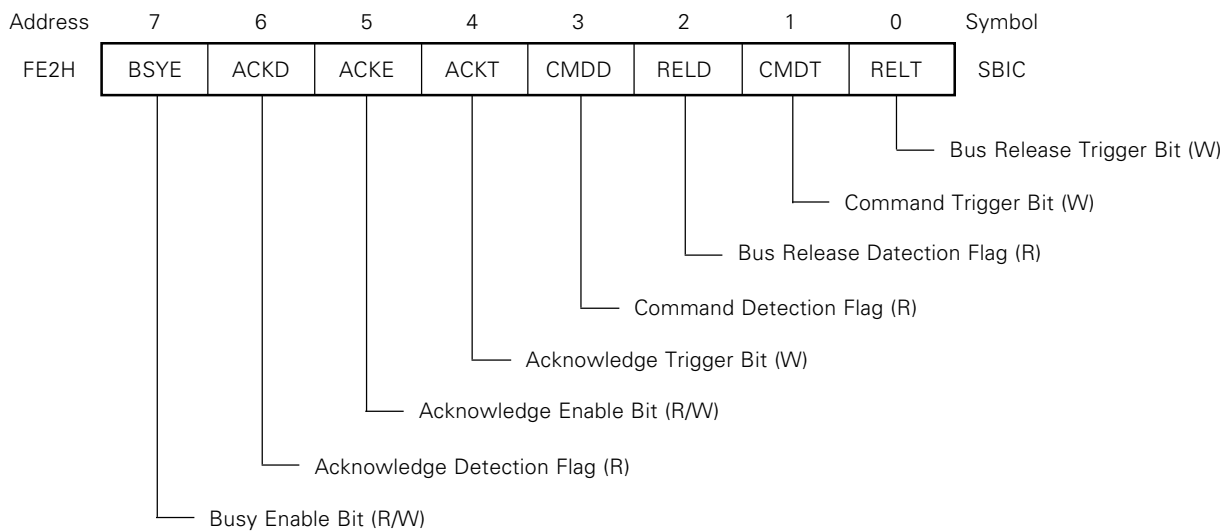 Address 7 6 5 4 3 2 1 0 Symbol
FE2H BSYE ACKD ACKE ACKT CMDD RELD CMDT RELT SBIC
Bus Release Trigger Bit (W)
Command Trigger Bit (W)
Bus Release Datection Flag (R)
Command Detection Flag (R)
Acknowledge Trigger Bit (W)
Acknowledge Enable Bit (R/W)
Acknowledge Detection Flag (R)
Busy Enable Bit (R/W)